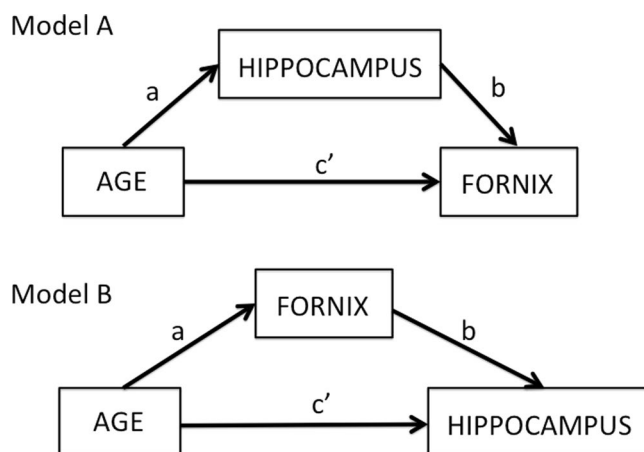 Model A
HIPPOCAMPUS
a
b
AGE
c'
FORNIX
Model B
FORNIX
a
b
AGE
c'
HIPPOCAMPUS